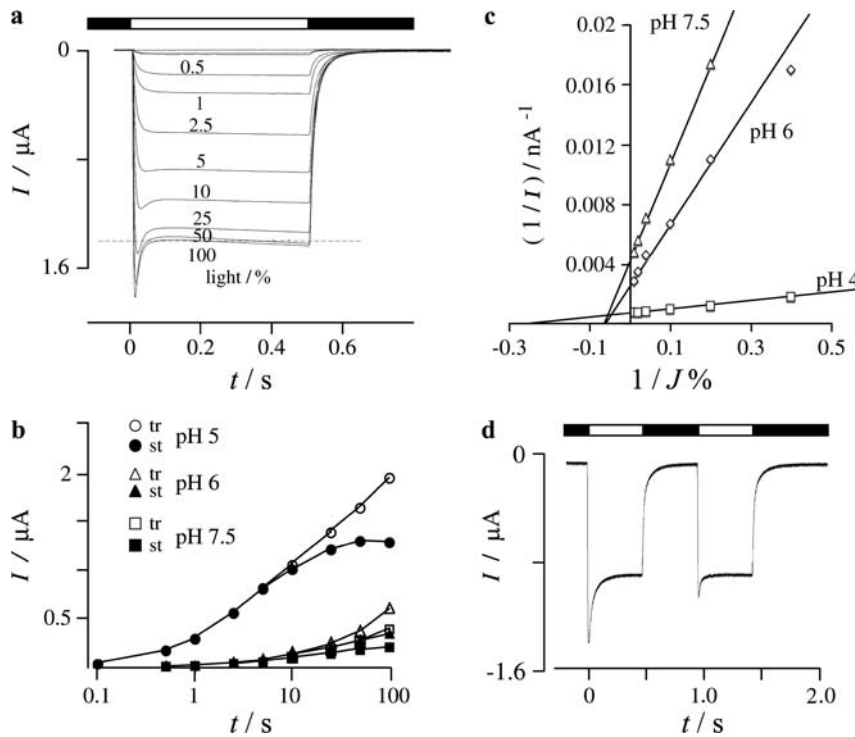 a
I / μA
0
1.6
0.5
1
2.5
5
10
25
50
100
light / %
0
0.2
0.4
0.6
0.8
t / s
c
(1 / I) / nA⁻¹
0.02
0.016
0.012
0.008
0.004
pH 7.5
pH 6
pH 4
-0.3
-0.1
0.1
0.3
0.5
1 / J %
b
I / μA
2
0.5
tr
st
pH 5
tr
st
pH 6
tr
st
pH 7.5
0.1
1
10
100
t / s
d
I / μA
0
-1.6
0
1.0
2.0
t / s